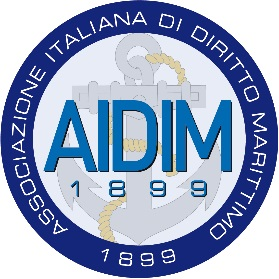 ASSOCIAZIONE ITALIANA DI DIRITTO MARITTIMO
AIDIM
1899
1899